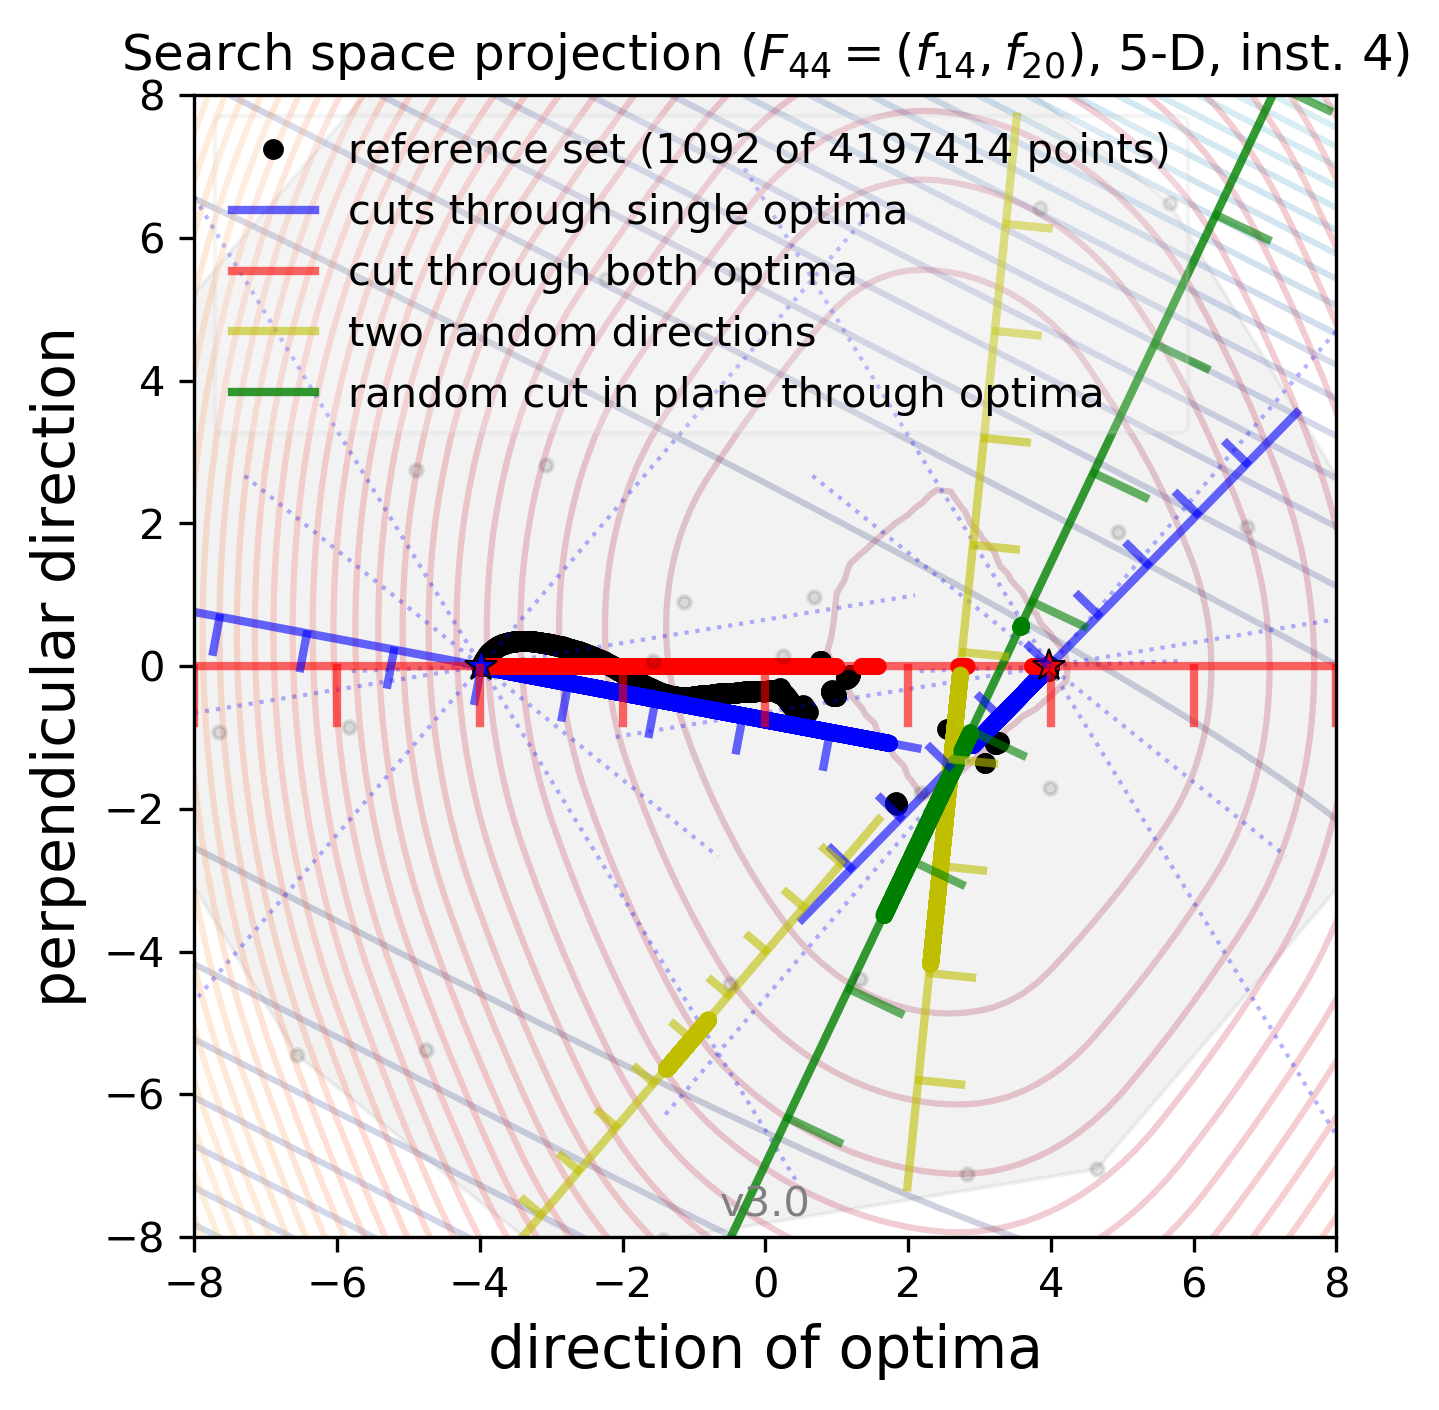 Search space projection (F44 = (f14, f20), 5-D, inst. 4)
8
6
4
2
0
−2
−4
−6
−8
perpendicular direction
reference set (1092 of 4197414 points)
cuts through single optima
cut through both optima
two random directions
random cut in plane through optima
v3.0
−8 −6 −4 −2 0 2 4 6 8
direction of optima